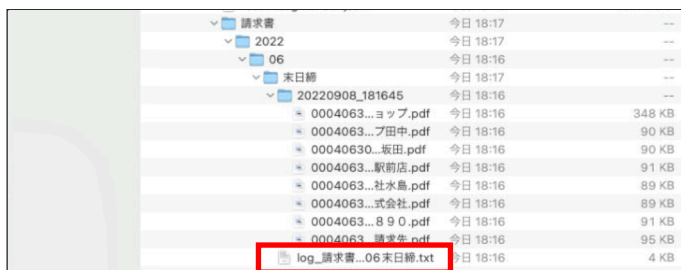 請求書 今日 18:17 --
2022 今日 18:17 --
06 今日 18:16 --
末日締 今日 18:17 --
20220908_181645 今日 18:16 --
0004063...ョップ.pdf 今日 18:16 348 KB
0004063...プ田中.pdf 今日 18:16 90 KB
00040630...坂田.pdf 今日 18:16 90 KB
0004063...駅前店.pdf 今日 18:16 91 KB
0004063...社水島.pdf 今日 18:16 89 KB
0004063...式会社.pdf 今日 18:16 89 KB
0004063...８９０.pdf 今日 18:16 91 KB
0004063...請求先.pdf 今日 18:16 95 KB
log_請求書...06末日締.txt 今日 18:16 4 KB